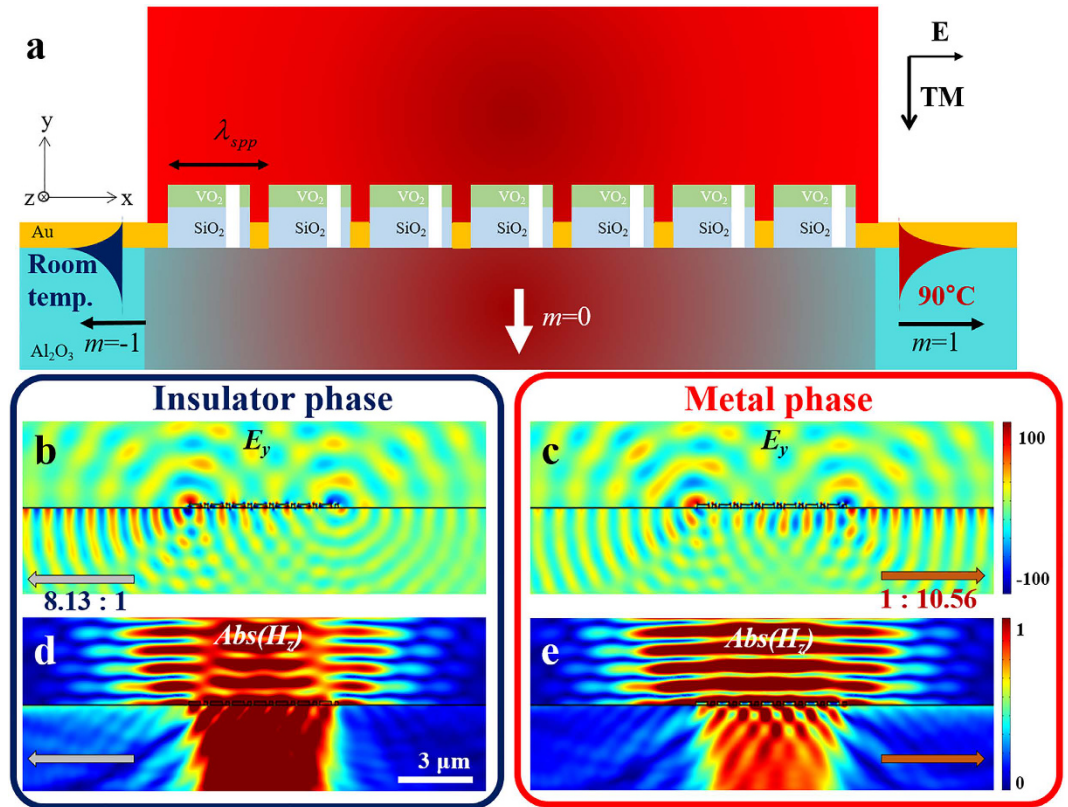 a
E
TM
y
z
x
λspp
VO2 VO2 VO2 VO2 VO2 VO2 VO2
SiO2 SiO2 SiO2 SiO2 SiO2 SiO2 SiO2
Au
Room
temp.
90°C
m=-1
m=0
m=1
Al2O3
Insulator phase
b
Ey
8.13 : 1
d
Abs(Hz)
3 µm
Metal phase
c
Ey
100
-100
1 : 10.56
e
Abs(Hz)
1
0